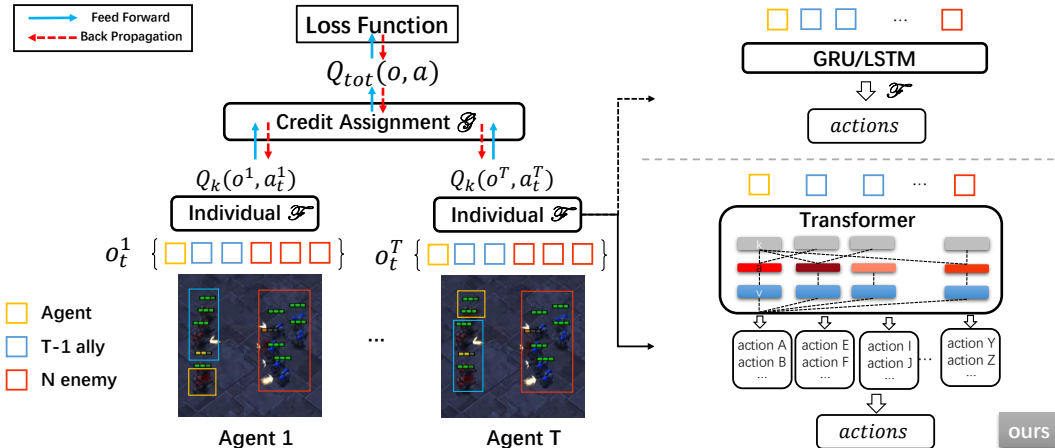 Feed Forward
Back Propagation
Loss Function
Q_{tot}(o, a)
Credit Assignment 𝒢
Q_k(o^1, a_t^1)
Q_k(o^T, a_t^T)
Individual ℱ
Individual ℱ
o_t^1 { }
o_t^T { }
...
Agent
T-1 ally
N enemy
Agent 1
Agent T
...
GRU/LSTM
ℱ
actions
...
Transformer
k
v
action A
action B
...
action E
action F
...
action I
action J
...
...
action Y
action Z
...
actions
ours